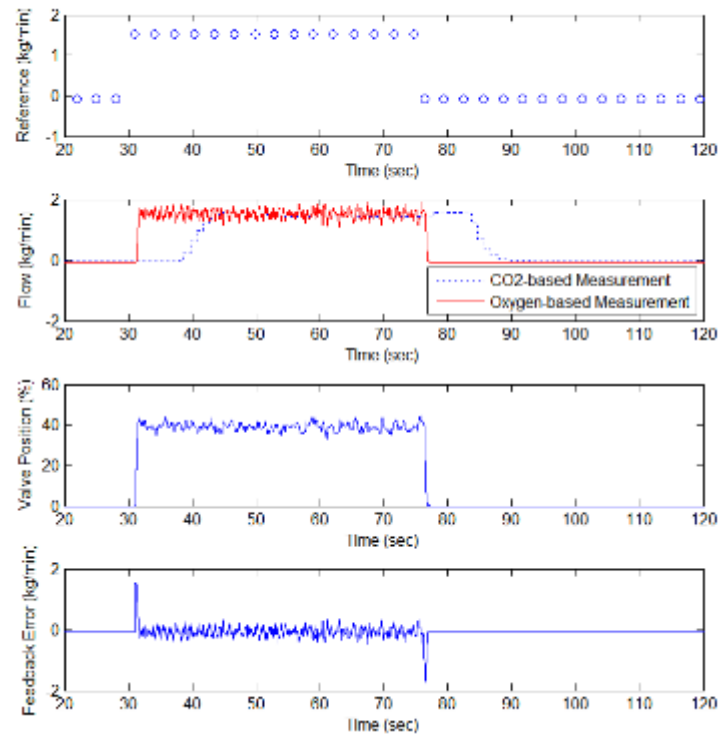 Reference (kg/min)
2
1
0
-1
20 30 40 50 60 70 80 90 100 110 120
Time (sec)
Flow (kg/min)
2
0
-2
CO2-based Measurement
Oxygen-based Measurement
20 30 40 50 60 70 80 90 100 110 120
Time (sec)
Valve Position (%)
60
40
20
0
20 30 40 50 60 70 80 90 100 110 120
Time (sec)
Feedback Error (kg/min)
2
0
-2
20 30 40 50 60 70 80 90 100 110 120
Time (sec)